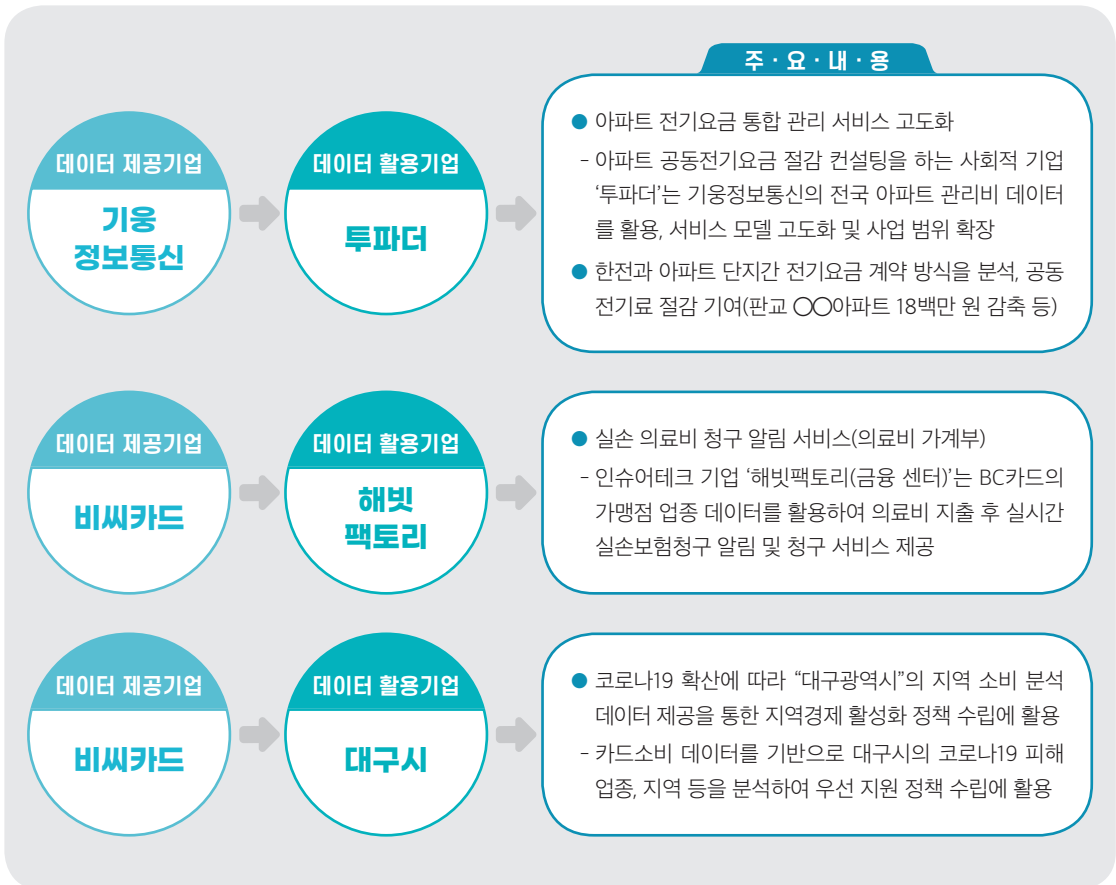 주·요·내·용
데이터 제공기업
기웅
정보통신
데이터 활용기업
투파더
● 아파트 전기요금 통합 관리 서비스 고도화
- 아파트 공동전기요금 절감 컨설팅을 하는 사회적 기업
‘투파더’는 기웅정보통신의 전국 아파트 관리비 데이터
를 활용, 서비스 모델 고도화 및 사업 범위 확장
● 한전과 아파트 단지간 전기요금 계약 방식을 분석, 공동
전기료 절감 기여(판교 ◯◯아파트 18백만 원 감축 등)
데이터 제공기업
비씨카드
데이터 활용기업
해빗
팩토리
● 실손 의료비 청구 알림 서비스(의료비 가계부)
- 인슈어테크 기업 ‘해빗팩토리(금융 센터)’는 BC카드의
가맹점 업종 데이터를 활용하여 의료비 지출 후 실시간
실손보험청구 알림 및 청구 서비스 제공
데이터 제공기업
비씨카드
데이터 활용기업
대구시
● 코로나19 확산에 따라 “대구광역시”의 지역 소비 분석
데이터 제공을 통한 지역경제 활성화 정책 수립에 활용
- 카드소비 데이터를 기반으로 대구시의 코로나19 피해
업종, 지역 등을 분석하여 우선 지원 정책 수립에 활용